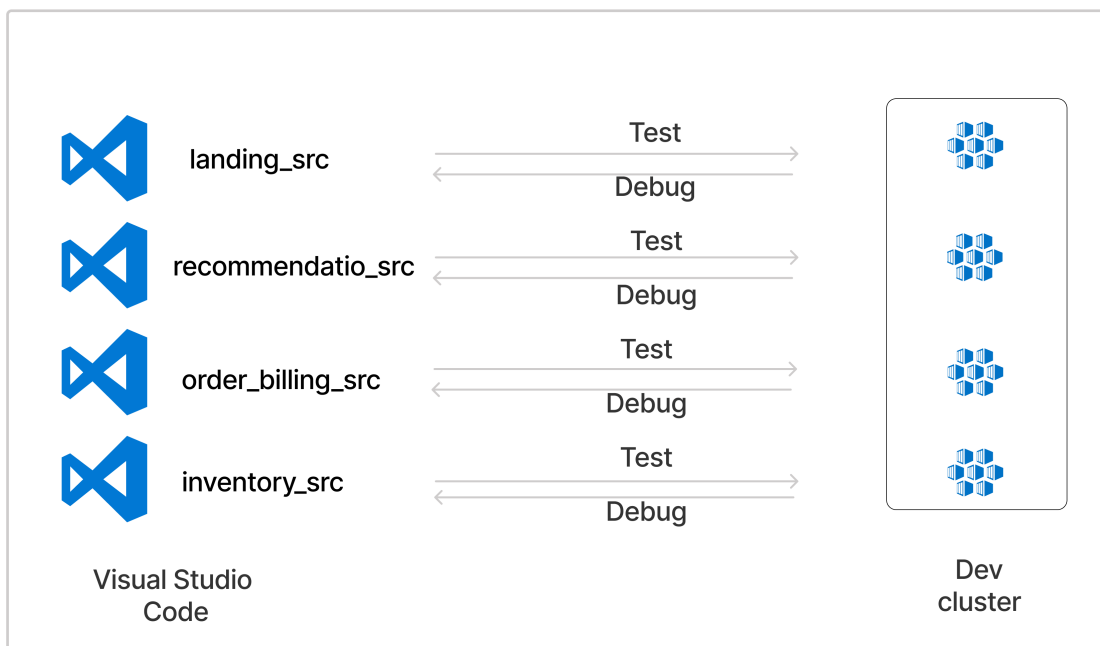 Test
landing_src
Debug
Test
recommendatio_src
Debug
Test
order_billing_src
Debug
Test
inventory_src
Debug
Visual Studio
Code
Dev
cluster